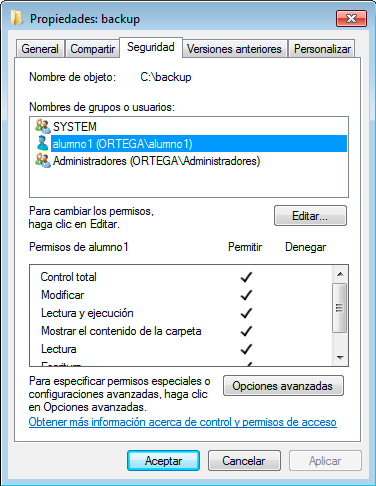 Propiedades: backup
General
Compartir
Seguridad
Versiones anteriores
Personalizar
Nombre de objeto: C:\backup
Nombres de grupos o usuarios:
SYSTEM
alumno1 (ORTEGA\alumno1)
Administradores (ORTEGA\Administradores)
Para cambiar los permisos,
haga clic en Editar.
Editar...
Permisos de alumno1 Permitir Denegar
Control total
Modificar
Lectura y ejecución
Mostrar el contenido de la carpeta
Lectura
Escritura
Para especificar permisos especiales o
configuraciones avanzadas, haga clic
en Opciones avanzadas.
Opciones avanzadas
Obtener más información acerca de control y permisos de acceso
Aceptar
Cancelar
Aplicar